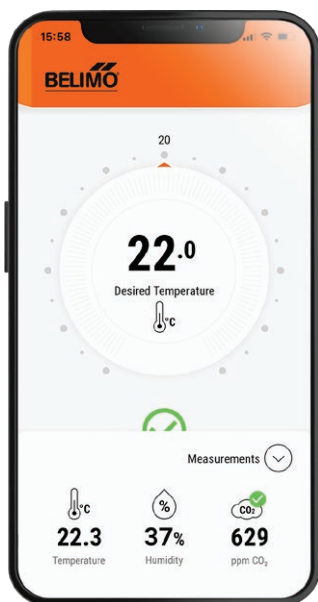 15:58
BELIMO
20
22.0
Desired Temperature
°C
Measurements
°C % CO₂
22.3 37% 629
Temperature Humidity ppm CO₂